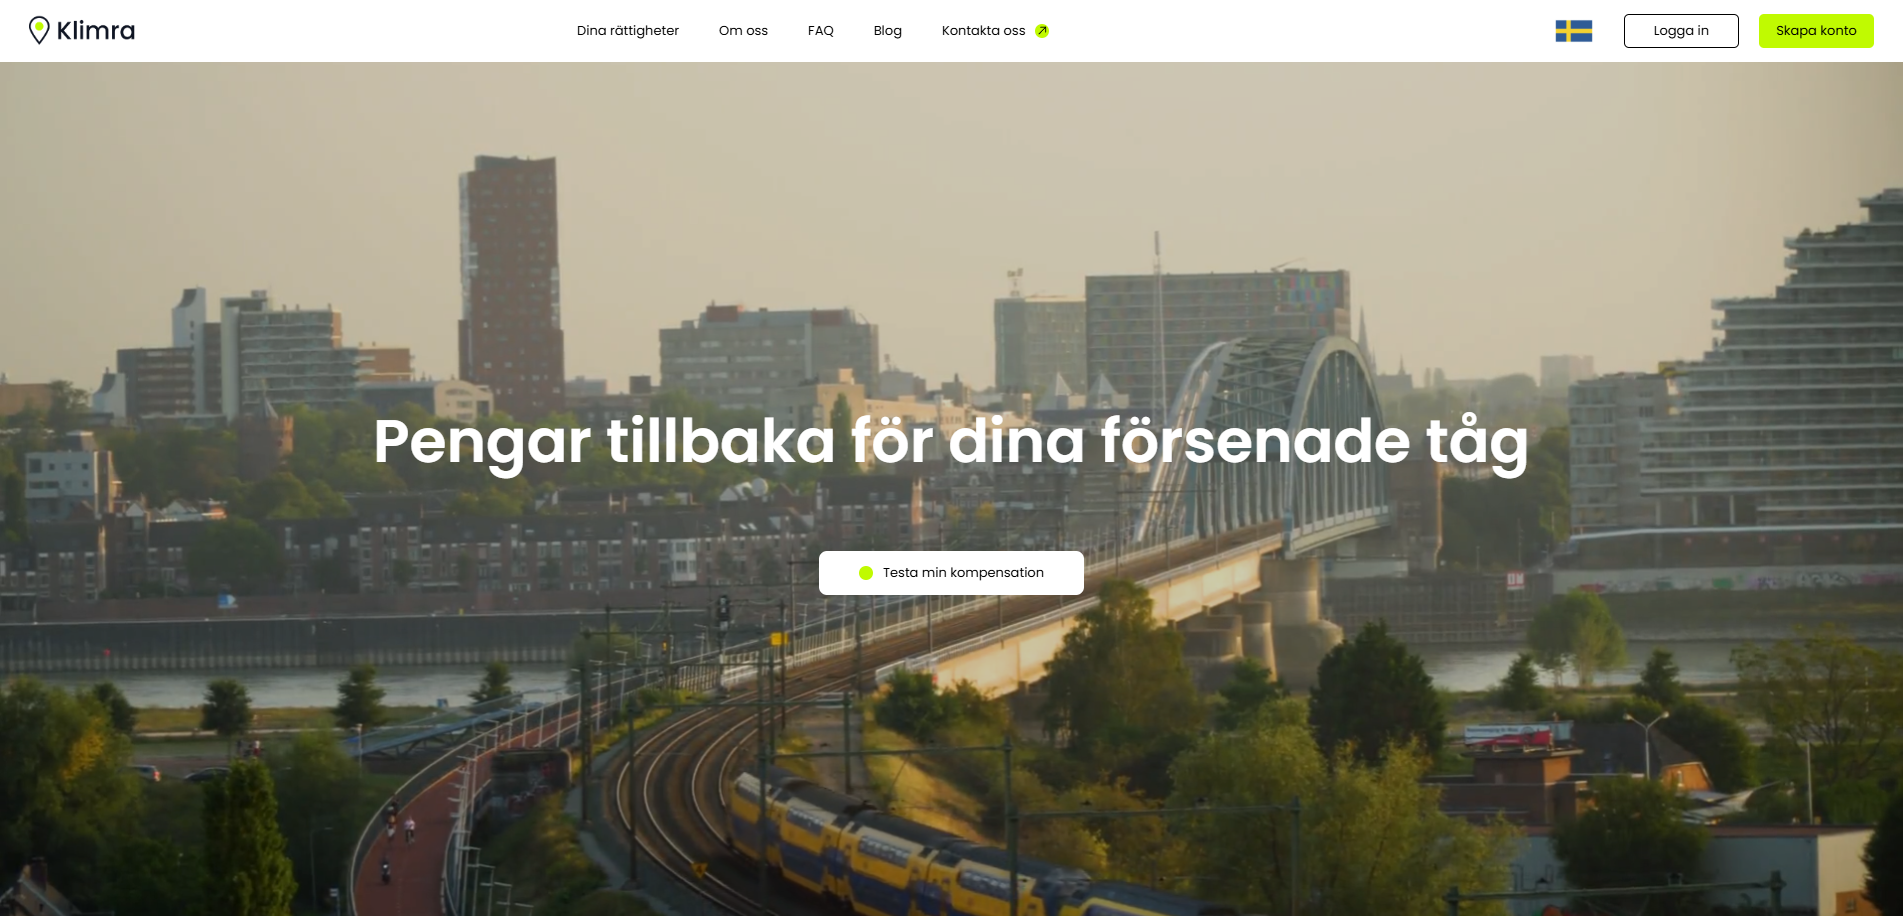 Klimra
Dina rättigheter
Om oss
FAQ
Blog
Kontakta oss
Logga in
Skapa konto
Pengar tillbaka för dina försenade tåg
Testa min kompensation